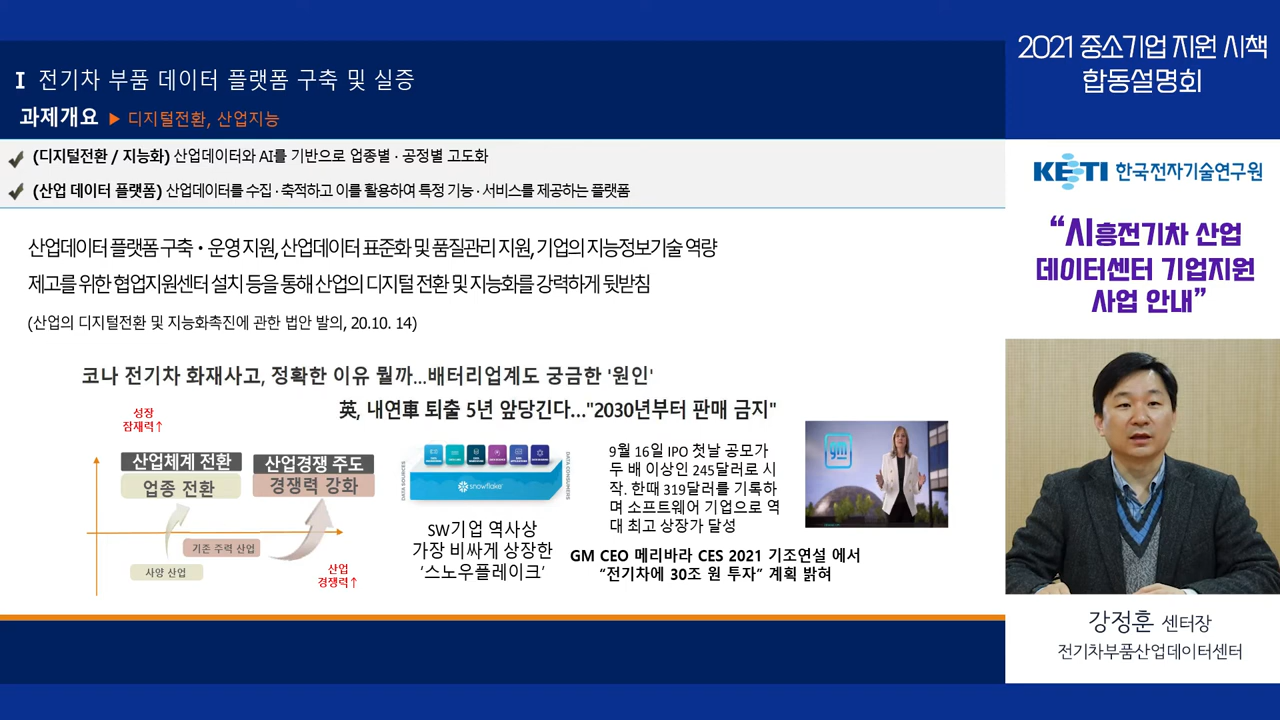 I 전기차 부품 데이터 플랫폼 구축 및 실증
과제개요 ▶ 디지털전환, 산업지능
(디지털전환 / 지능화) 산업데이터와 AI를 기반으로 업종별 · 공정별 고도화
(산업 데이터 플랫폼) 산업데이터를 수집 · 축적하고 이를 활용하여 특정 기능 · 서비스를 제공하는 플랫폼
산업데이터 플랫폼 구축 · 운영 지원, 산업데이터 표준화 및 품질관리 지원, 기업의 지능정보기술 역량
제고를 위한 협업지원센터 설치 등을 통해 산업의 디지털 전환 및 지능화를 강력하게 뒷받침
(산업의 디지털전환 및 지능화촉진에 관한 법안 발의, 20.10. 14)
코나 전기차 화재사고, 정확한 이유 뭘까...배터리업계도 궁금한 '원인'
英, 내연車 퇴출 5년 앞당긴다..."2030년부터 판매 금지"
성장
잠재력↑
산업체계 전환
업종 전환
산업경쟁 주도
경쟁력 강화
기존 주력 산업
사양 산업
산업
경쟁력↑
DATA SOURCES
snowflake
DATA CONSUMERS
SW기업 역사상
가장 비싸게 상장한
‘스노우플레이크’
9월 16일 IPO 첫날 공모가
두 배 이상인 245달러로 시
작. 한때 319달러를 기록하
며 소프트웨어 기업으로 역
대 최고 상장가 달성
gm
GM CEO 메리바라 CES 2021 기조연설 에서
“전기차에 30조 원 투자” 계획 밝혀
2021 중소기업 지원 시책
합동설명회
KETI 한국전자기술연구원
“시흥전기차 산업
데이터센터 기업지원
사업 안내”
강정훈 센터장
전기차부품산업데이터센터